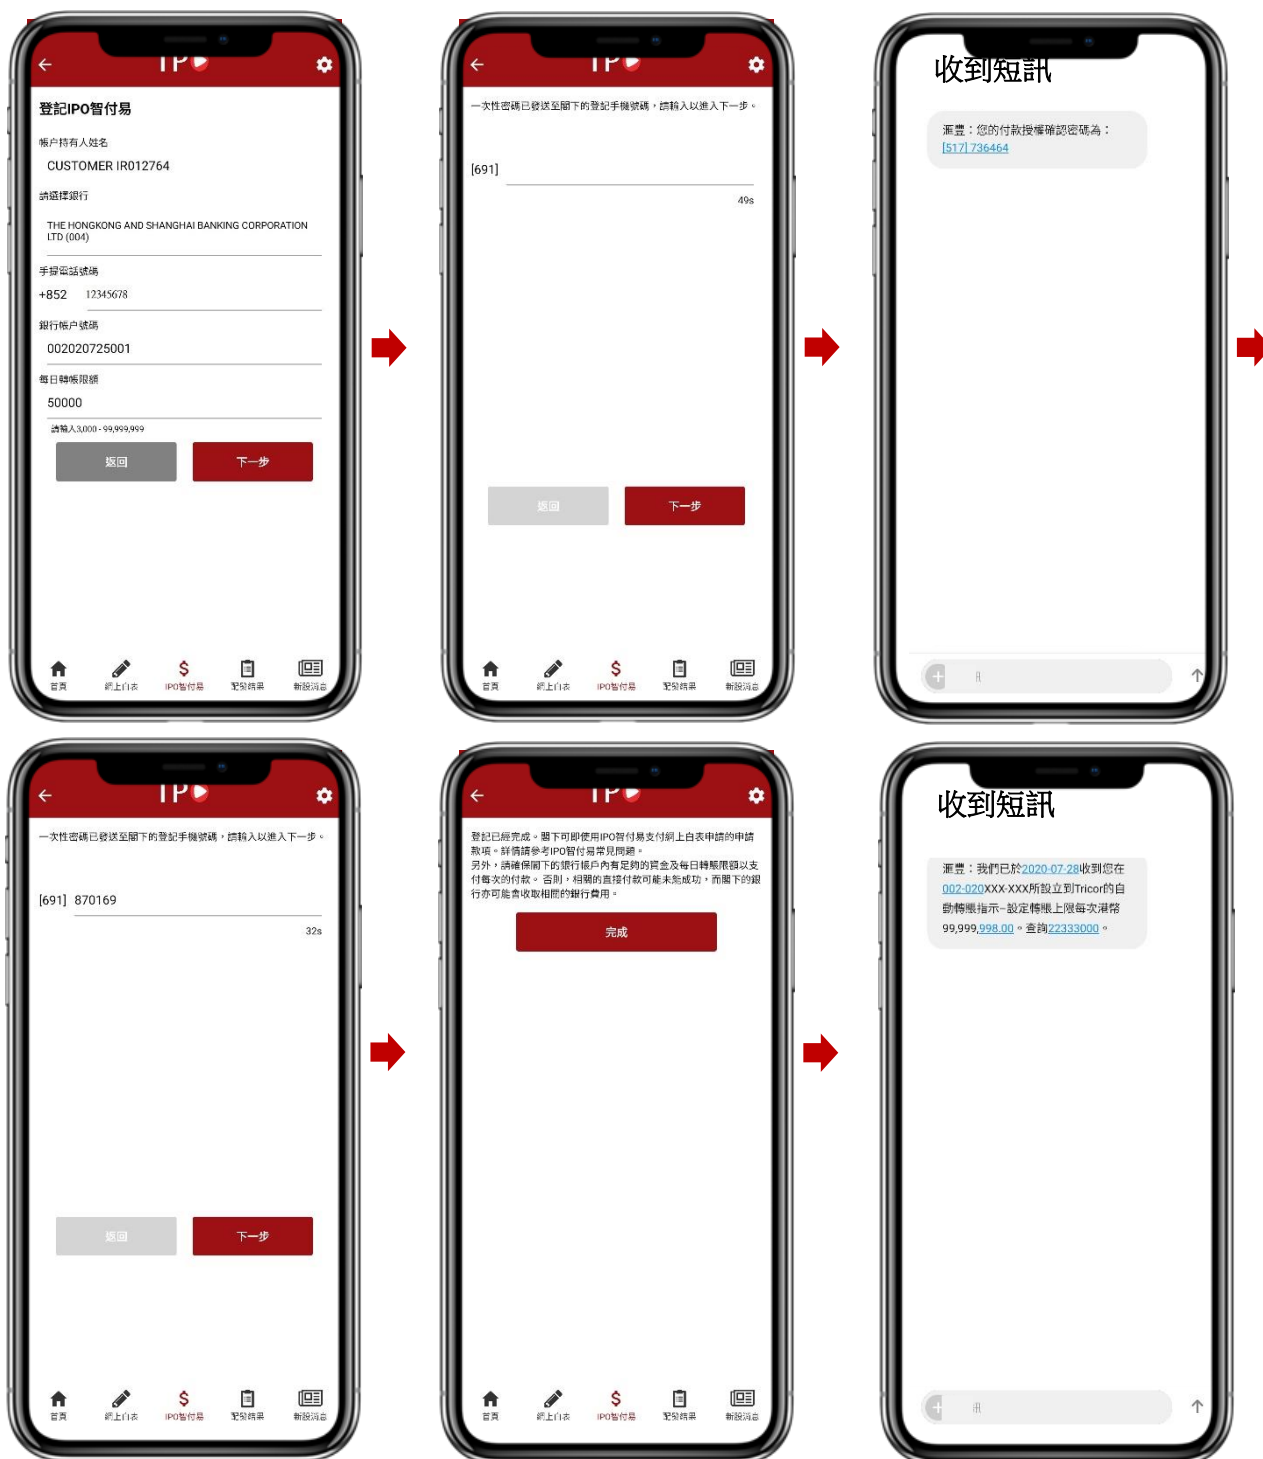 IPO
登記IPO智付易
帳户持有人姓名
CUSTOMER IR012764
請選擇銀行
THE HONGKONG AND SHANGHAI BANKING CORPORATION
LTD (004)
手提電話號碼
+852 12345678
銀行帳户號碼
002020725001
每日轉帳限額
50000
請輸入3,000 - 99,999,999
返回 下一步
首頁 網上白表 IPO智付易 配發結果 新股消息
IPO
一次性密碼已發送至閣下的登記手機號碼，請輸入以進入下一步。
[691]
49s
返回 下一步
首頁 網上白表 IPO智付易 配發結果 新股消息
收到短訊
滙豐：您的付款授權確認密碼為：
[517] 736464
IPO
一次性密碼已發送至閣下的登記手機號碼，請輸入以進入下一步。
[691] 870169
32s
返回 下一步
首頁 網上白表 IPO智付易 配發結果 新股消息
IPO
登記已經完成。閣下可即使用IPO智付易支付網上白表申請的申請
款項。詳情請參考IPO智付易常見問題。
另外，請確保閣下的銀行帳戶內有足夠的資金及每日轉賬限額以支
付每次的付款。否則，相關的直接付款可能未能成功，而閣下的銀
行亦可能會收取相關的銀行費用。
完成
首頁 網上白表 IPO智付易 配發結果 新股消息
收到短訊
滙豐：我們已於2020-07-28收到您在
002-020XXX-XXX所設立到Tricor的自
動轉賬指示–設定轉賬上限每次港幣
99,999,998.00。查詢22333000。